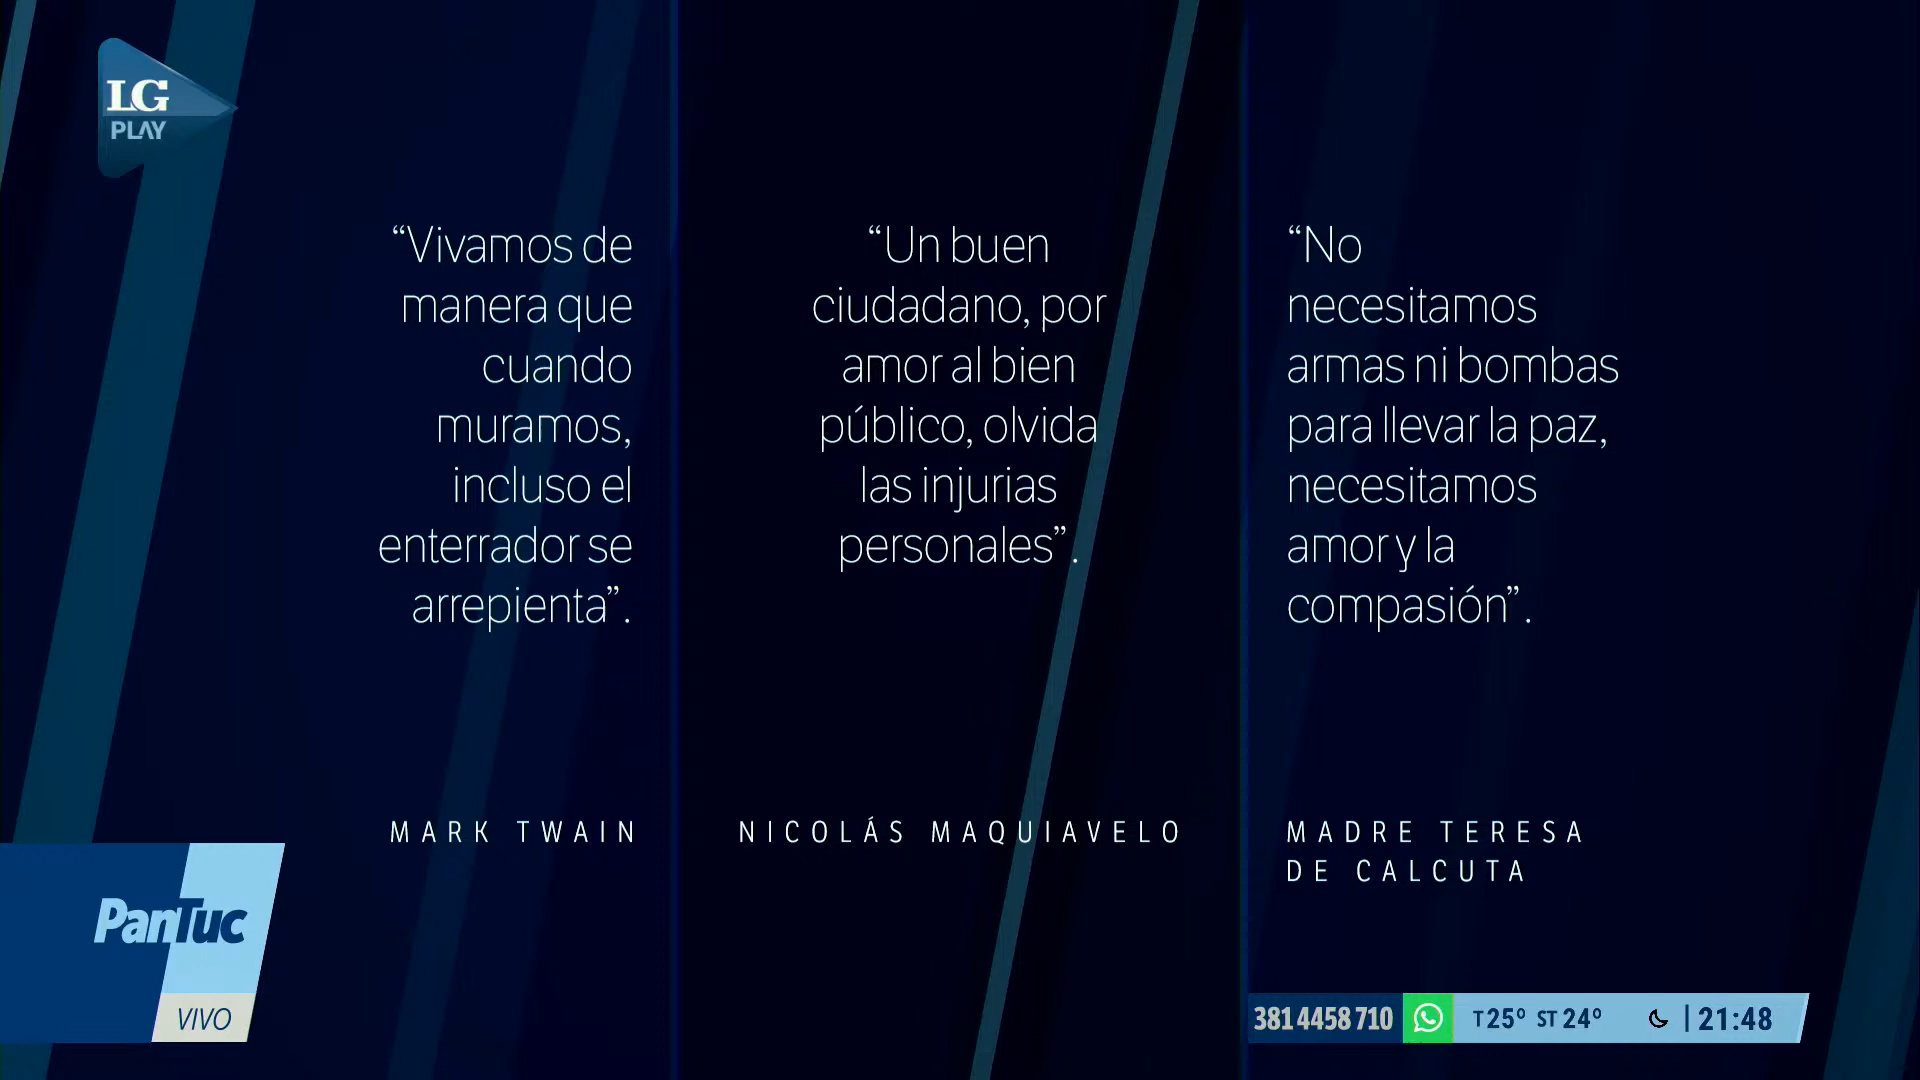 LG
PLAY
“Vivamos de
manera que
cuando
muramos,
incluso el
enterrador se
arrepienta”.
MARK TWAIN
“Un buen
ciudadano, por
amor al bien
público, olvida
las injurias
personales”.
NICOLÁS MAQUIAVELO
“No
necesitamos
armas ni bombas
para llevar la paz,
necesitamos
amor y la
compasión”.
MADRE TERESA
DE CALCUTA
PanTuc
VIVO
381 4458 710 T 25º ST 24º | 21:48